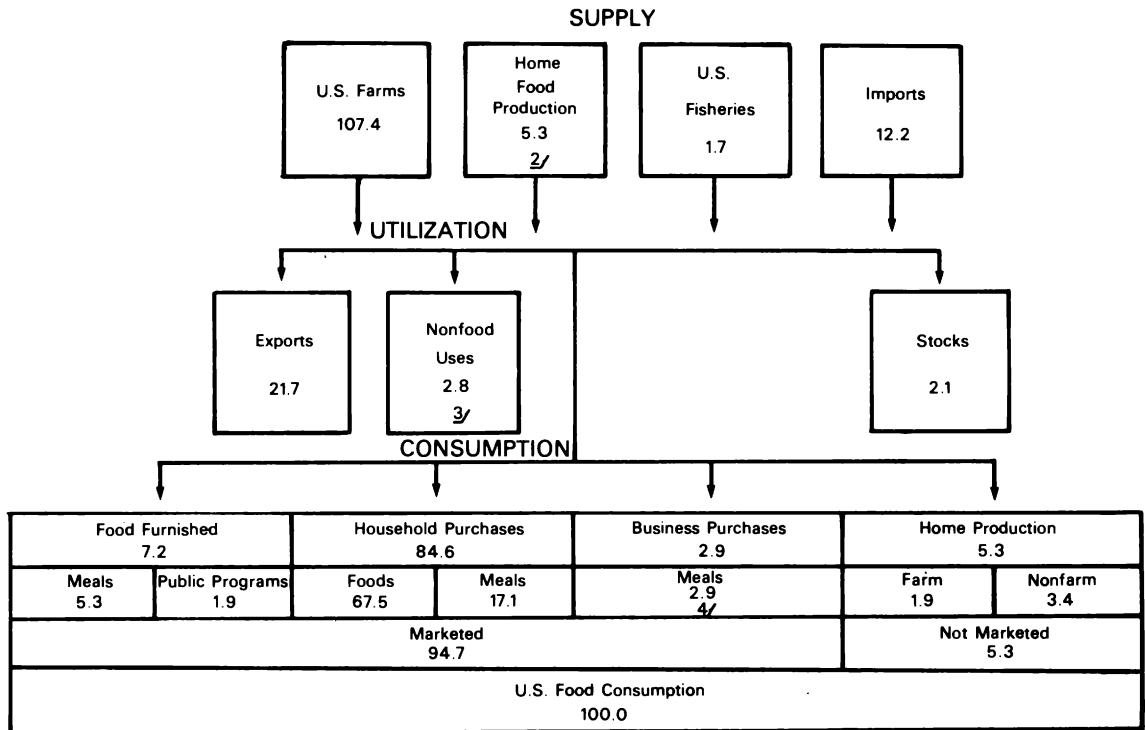 SUPPLY
U.S. Farms
107.4
Home
Food
Production
5.3
2/
U.S.
Fisheries
1.7
Imports
12.2
UTILIZATION
Exports
21.7
Nonfood
Uses
2.8
3/
Stocks
2.1
CONSUMPTION
Food Furnished
7.2
Household Purchases
84.6
Business Purchases
2.9
Home Production
5.3
Meals
5.3
Public Programs
1.9
Foods
67.5
Meals
17.1
Meals
2.9
4/
Farm
1.9
Nonfarm
3.4
Marketed
94.7
Not Marketed
5.3
U.S. Food Consumption
100.0